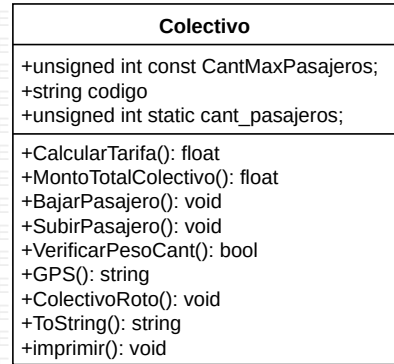 Colectivo
+unsigned int const CantMaxPasajeros;
+string codigo
+unsigned int static cant_pasajeros;
+CalcularTarifa(): float
+MontoTotalColectivo(): float
+BajarPasajero(): void
+SubirPasajero(): void
+VerificarPesoCant(): bool
+GPS(): string
+ColectivoRoto(): void
+ToString(): string
+imprimir(): void